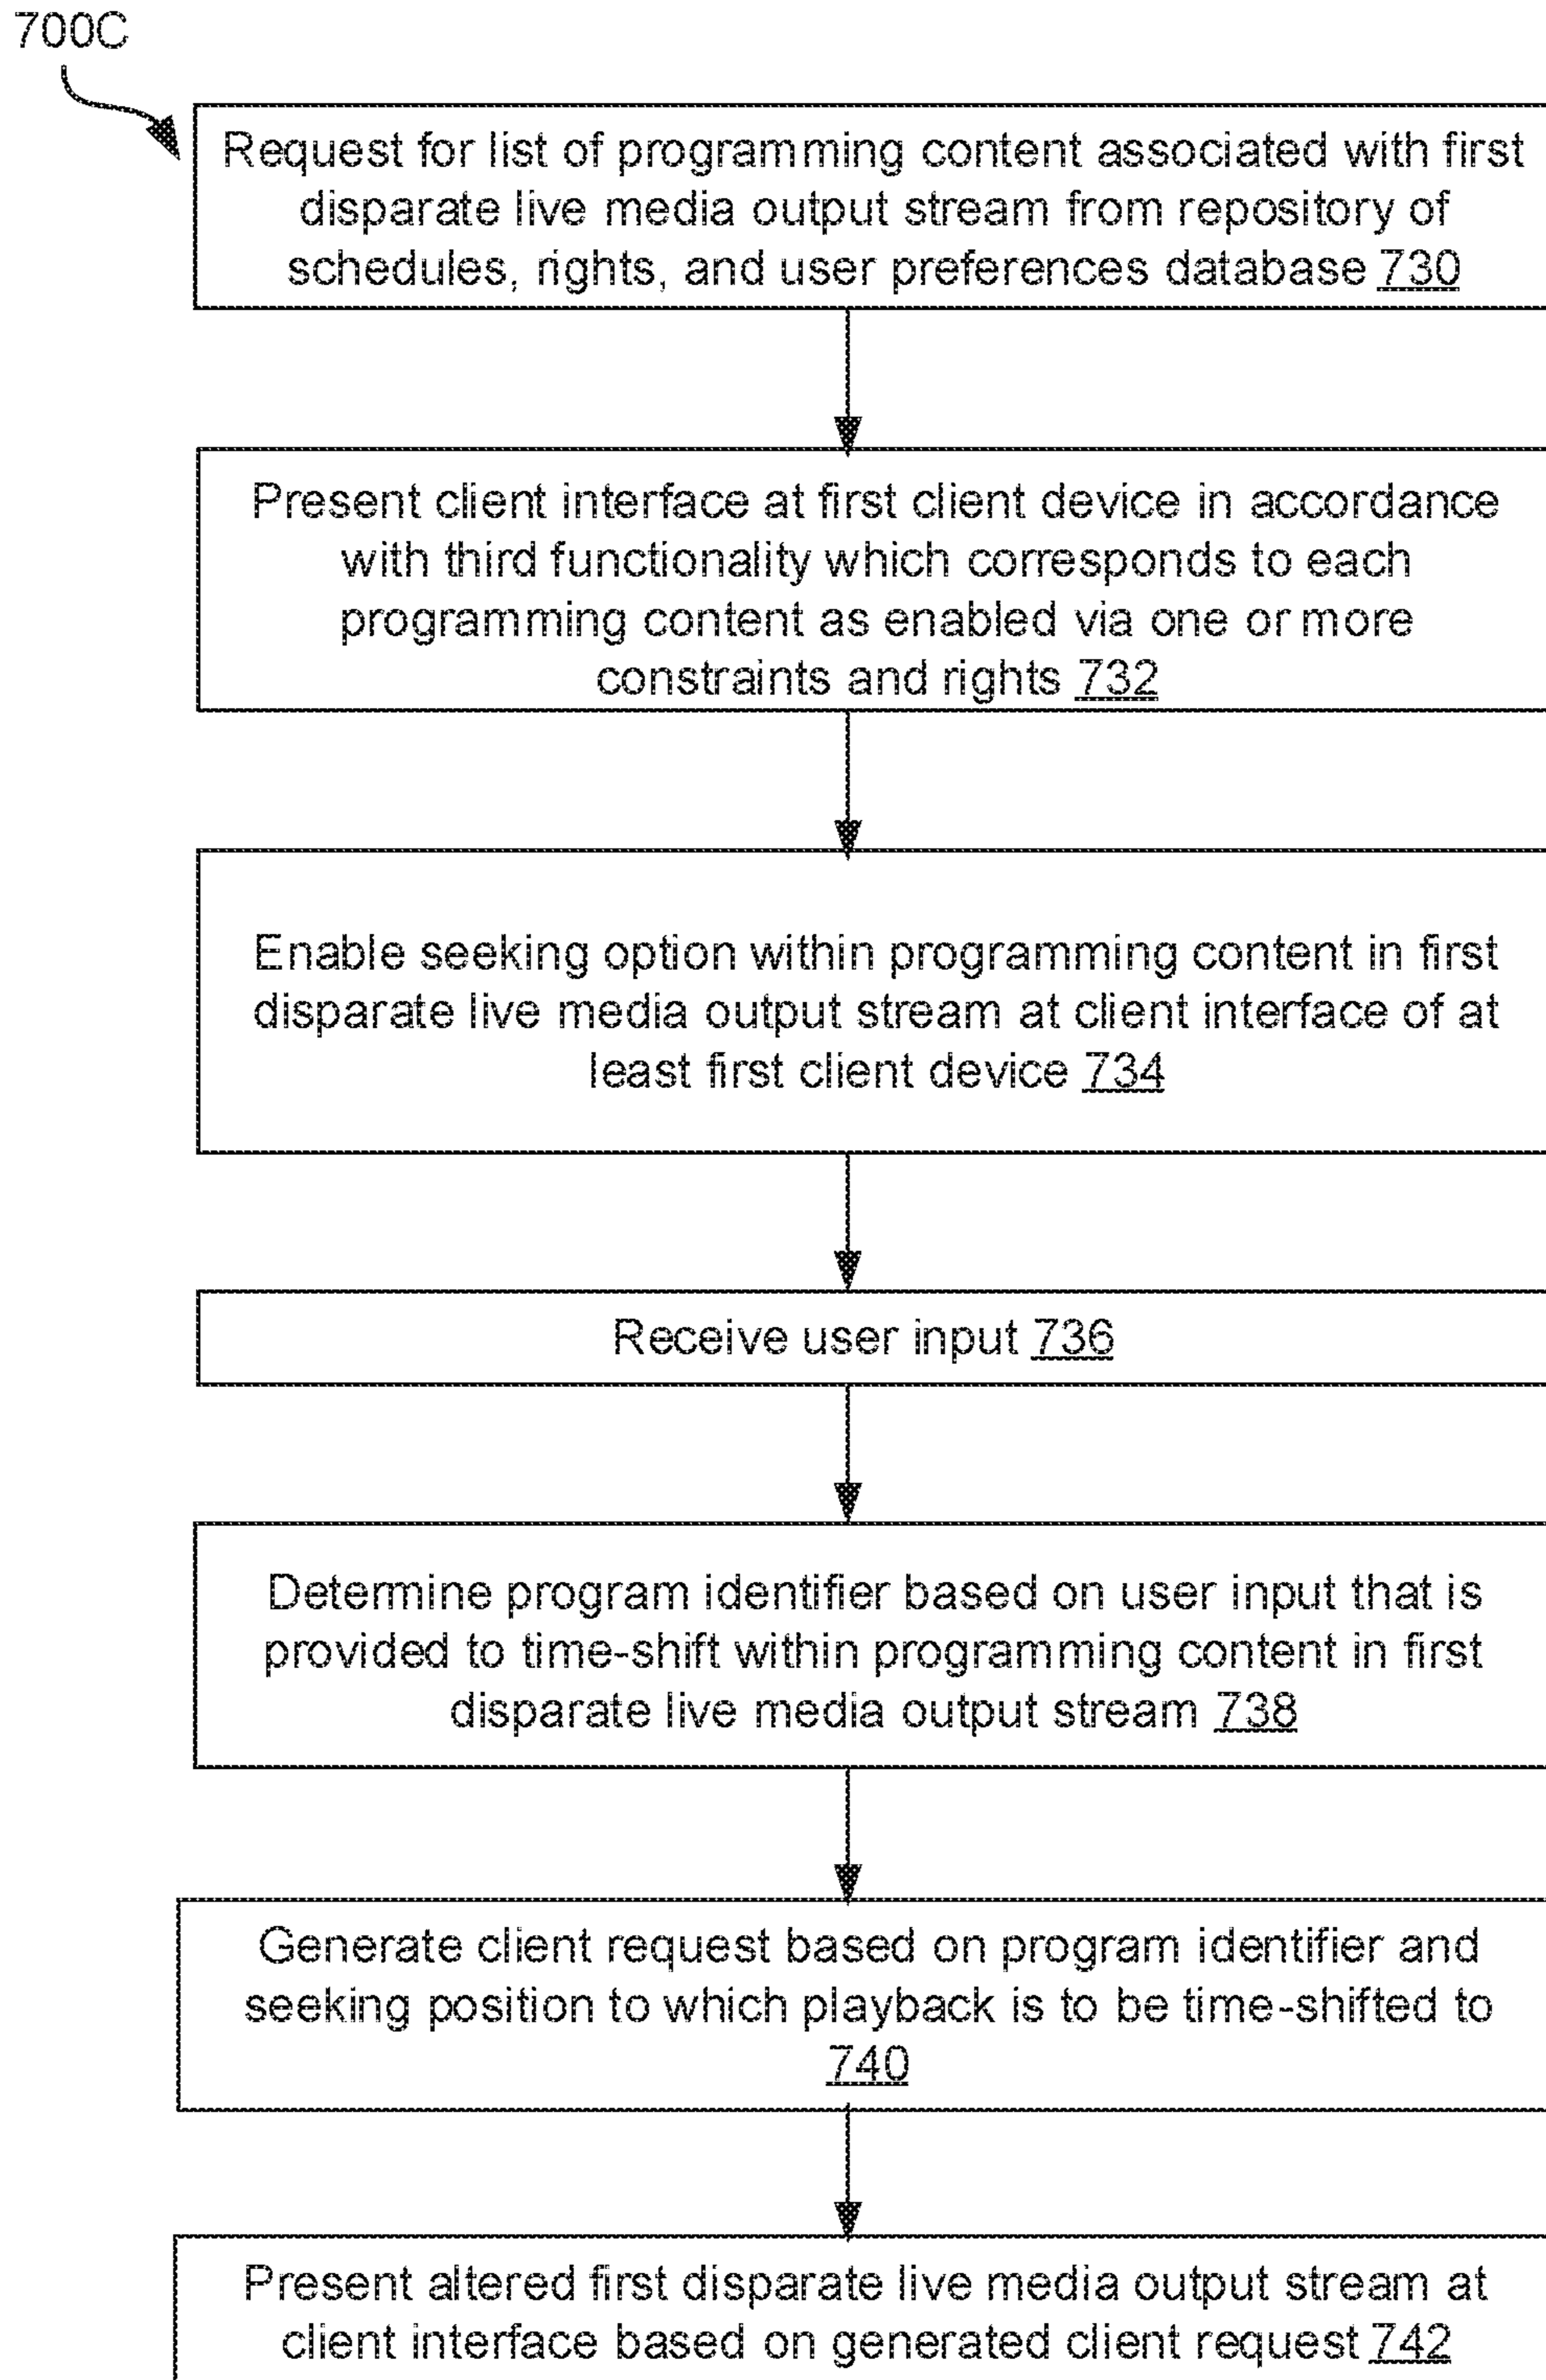 700C
Request for list of programming content associated with first
disparate live media output stream from repository of
schedules, rights, and user preferences database 730
Present client interface at first client device in accordance
with third functionality which corresponds to each
programming content as enabled via one or more
constraints and rights 732
Enable seeking option within programming content in first
disparate live media output stream at client interface of at
least first client device 734
Receive user input 736
Determine program identifier based on user input that is
provided to time-shift within programming content in first
disparate live media output stream 738
Generate client request based on program identifier and
seeking position to which playback is to be time-shifted to
740
Present altered first disparate live media output stream at
client interface based on generated client request 742